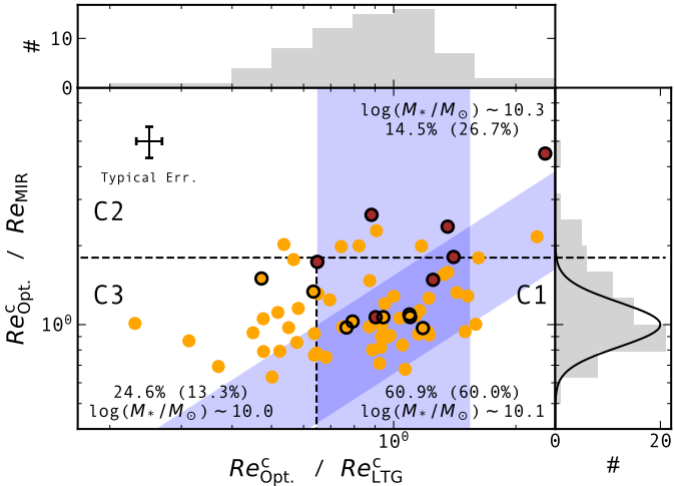 #
10
0
log(M*/M⊙)~10.3
14.5% (26.7%)
Typical Err.
C2
C3
C1
10⁰
24.6% (13.3%)
log(M*/M⊙)~10.0
60.9% (60.0%)
log(M*/M⊙)~10.1
Re^c_Opt. / Re_MIR
10⁰
Re^c_Opt. / Re^c_LTG
0
20
#